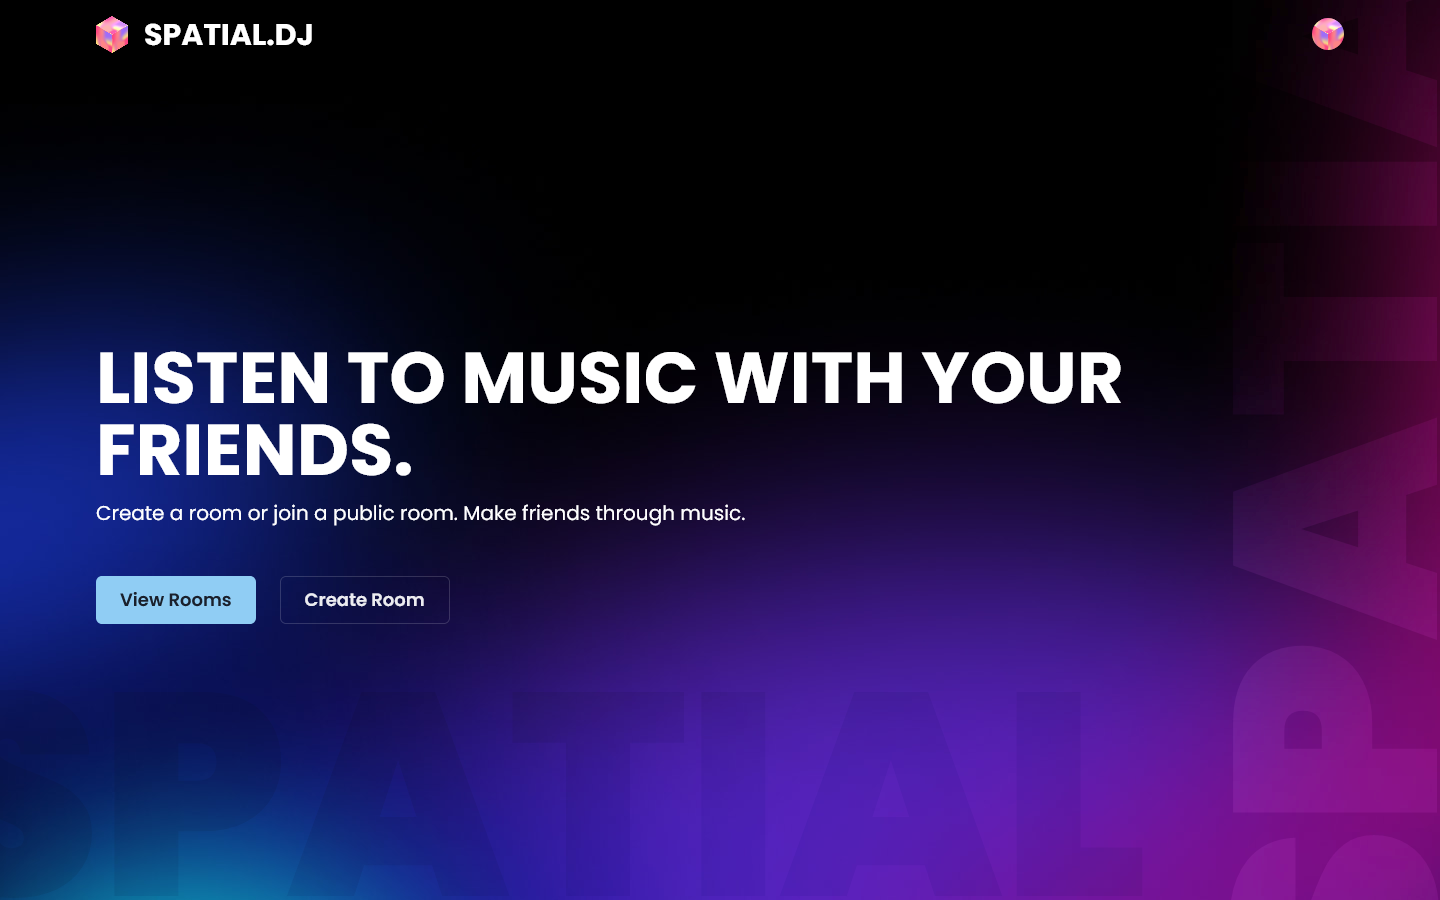 SPATIAL.DJ
LISTEN TO MUSIC WITH YOUR
FRIENDS.
Create a room or join a public room. Make friends through music.
View Rooms
Create Room
SPATIAL
SPATIA